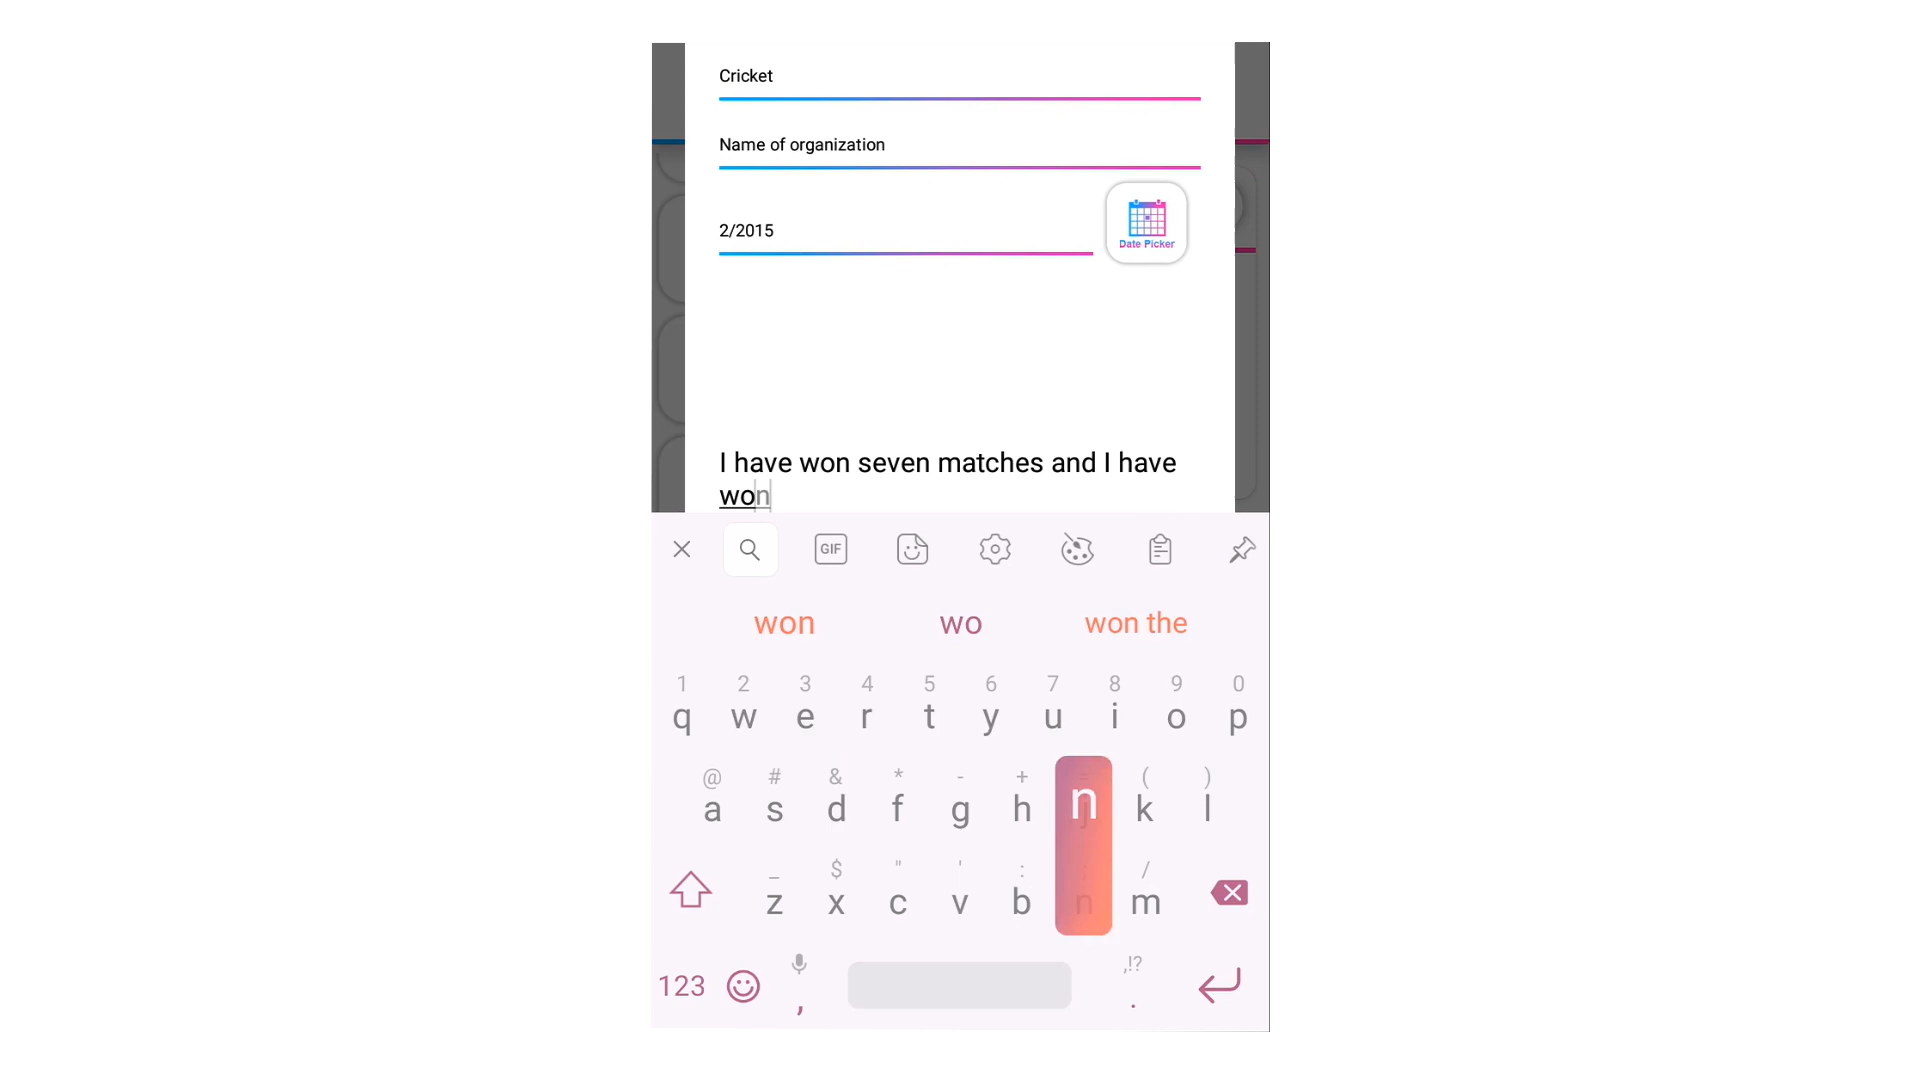 Cricket
Name of organization
2/2015
Date Picker
I have won seven matches and I have
won
GIF
won wo won the
1 2 3 4 5 6 7 8 9 0
q w e r t y u i o p
@ # & * - + = ( )
a s d f g h n k l
_ $ " ' : ; /
z x c v b n m
,!?
123 , .